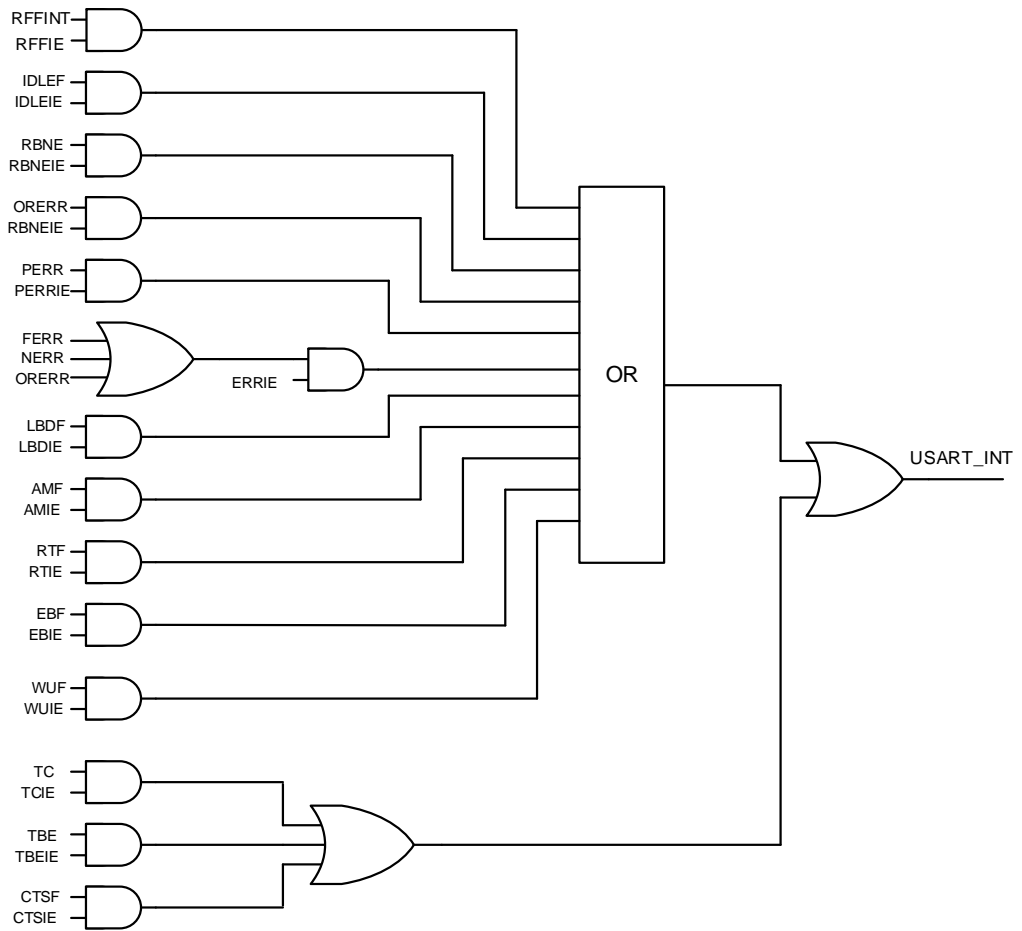 RFFINT
RFFIE
IDLEF
IDLEIE
RBNE
RBNEIE
ORERR
RBNEIE
PERR
PERRIE
FERR
NERR
ORERR
ERRIE
OR
LBDF
LBDIE
USART_INT
AMF
AMIE
RTF
RTIE
EBF
EBIE
WUF
WUIE
TC
TCIE
TBE
TBEIE
CTSF
CTSIE